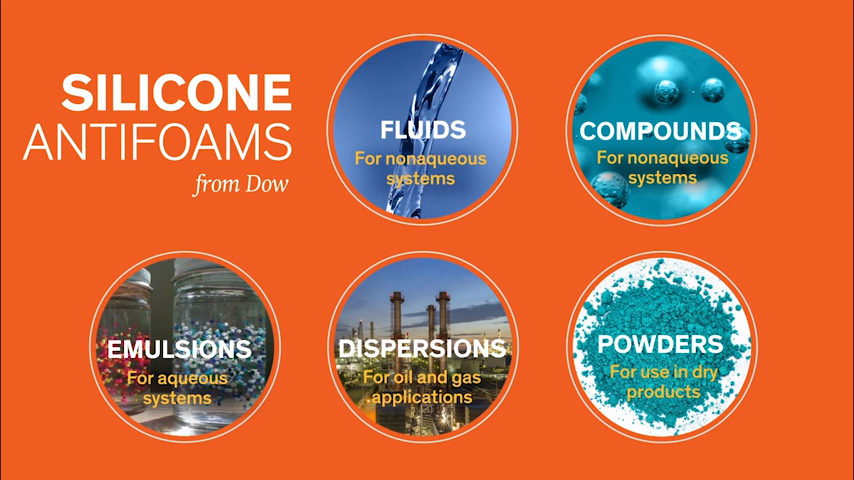 SILICONE
ANTIFOAMS
from Dow
FLUIDS
For nonaqueous
systems
COMPOUNDS
For nonaqueous
systems
EMULSIONS
For aqueous
systems
DISPERSIONS
For oil and gas
applications
POWDERS
For use in dry
products